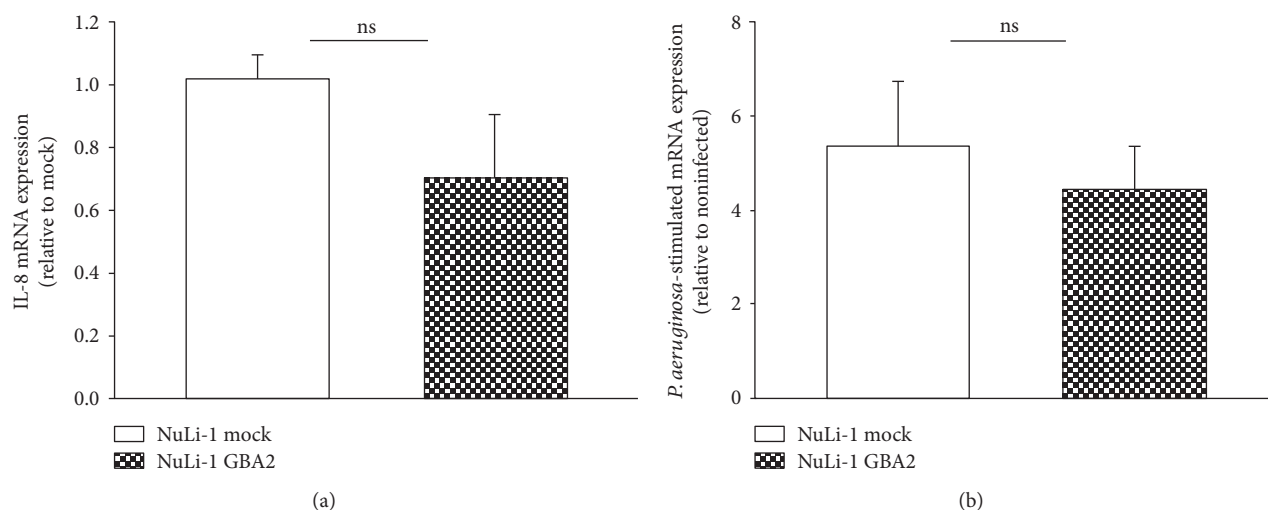 1.2
ns
1.0
0.8
0.6
0.4
0.2
0.0
IL-8 mRNA expression
(relative to mock)
NuLi-1 mock
NuLi-1 GBA2
(a)
8
ns
6
4
2
0
P. aeruginosa-stimulated mRNA expression
(relative to noninfected)
NuLi-1 mock
NuLi-1 GBA2
(b)